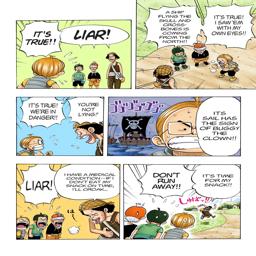 IT'S TRUE!
I SAW 'EM
WITH MY
OWN EYES!!
A SHIP
FLYING THE
SKULL AND
CROSS-
BONES IS
COMING
FROM THE
NORTH!!
LIAR!
IT'S
TRUE!!
ITS
SAIL HAS
THE SIGN
OF BUGGY
THE
CLOWN!!
YOU'RE
NOT
LYING?
IT'S TRUE!
WE'RE IN
DANGER!!
IT'S TIME
FOR MY
SNACK!!
DON'T
RUN
AWAY!!
I HAVE A MEDICAL
CONDITION--IF I
DON'T EAT MY
SNACK ON TIME,
I'LL CROAK...
LIAR!